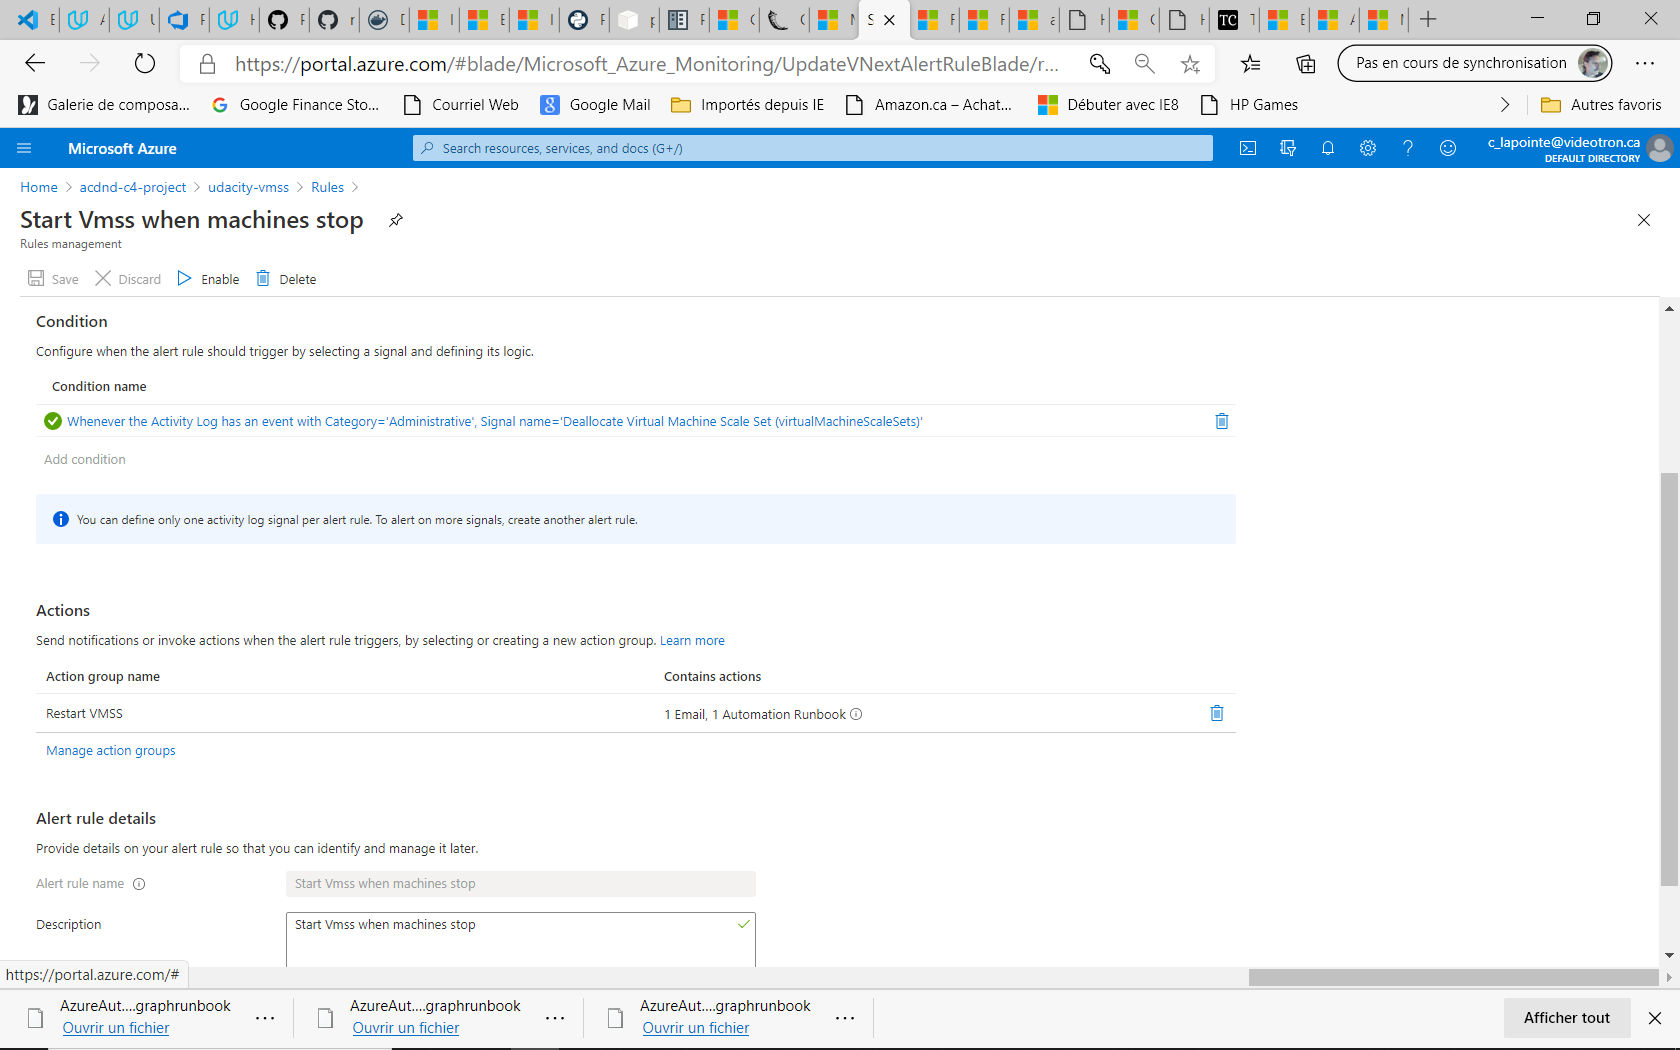 https://portal.azure.com/#blade/Microsoft_Azure_Monitoring/UpdateVNextAlertRuleBlade/r...
Pas en cours de synchronisation
Galerie de composa...
Google Finance Sto...
Courriel Web
Google Mail
Importés depuis IE
Amazon.ca – Achat...
Débuter avec IE8
HP Games
Autres favoris
Microsoft Azure
Search resources, services, and docs (G+/)
c_lapointe@videotron.ca
DEFAULT DIRECTORY
Home > acdnd-c4-project > udacity-vmss > Rules >
Start Vmss when machines stop
Rules management
Save
Discard
Enable
Delete
Condition
Configure when the alert rule should trigger by selecting a signal and defining its logic.
Condition name
Whenever the Activity Log has an event with Category='Administrative', Signal name='Deallocate Virtual Machine Scale Set (virtualMachineScaleSets)'
Add condition
You can define only one activity log signal per alert rule. To alert on more signals, create another alert rule.
Actions
Send notifications or invoke actions when the alert rule triggers, by selecting or creating a new action group. Learn more
Action group name
Contains actions
Restart VMSS
1 Email, 1 Automation Runbook
Manage action groups
Alert rule details
Provide details on your alert rule so that you can identify and manage it later.
Alert rule name
Start Vmss when machines stop
Description
Start Vmss when machines stop
https://portal.azure.com/#
AzureAut....graphrunbook
Ouvrir un fichier
AzureAut....graphrunbook
Ouvrir un fichier
AzureAut....graphrunbook
Ouvrir un fichier
Afficher tout